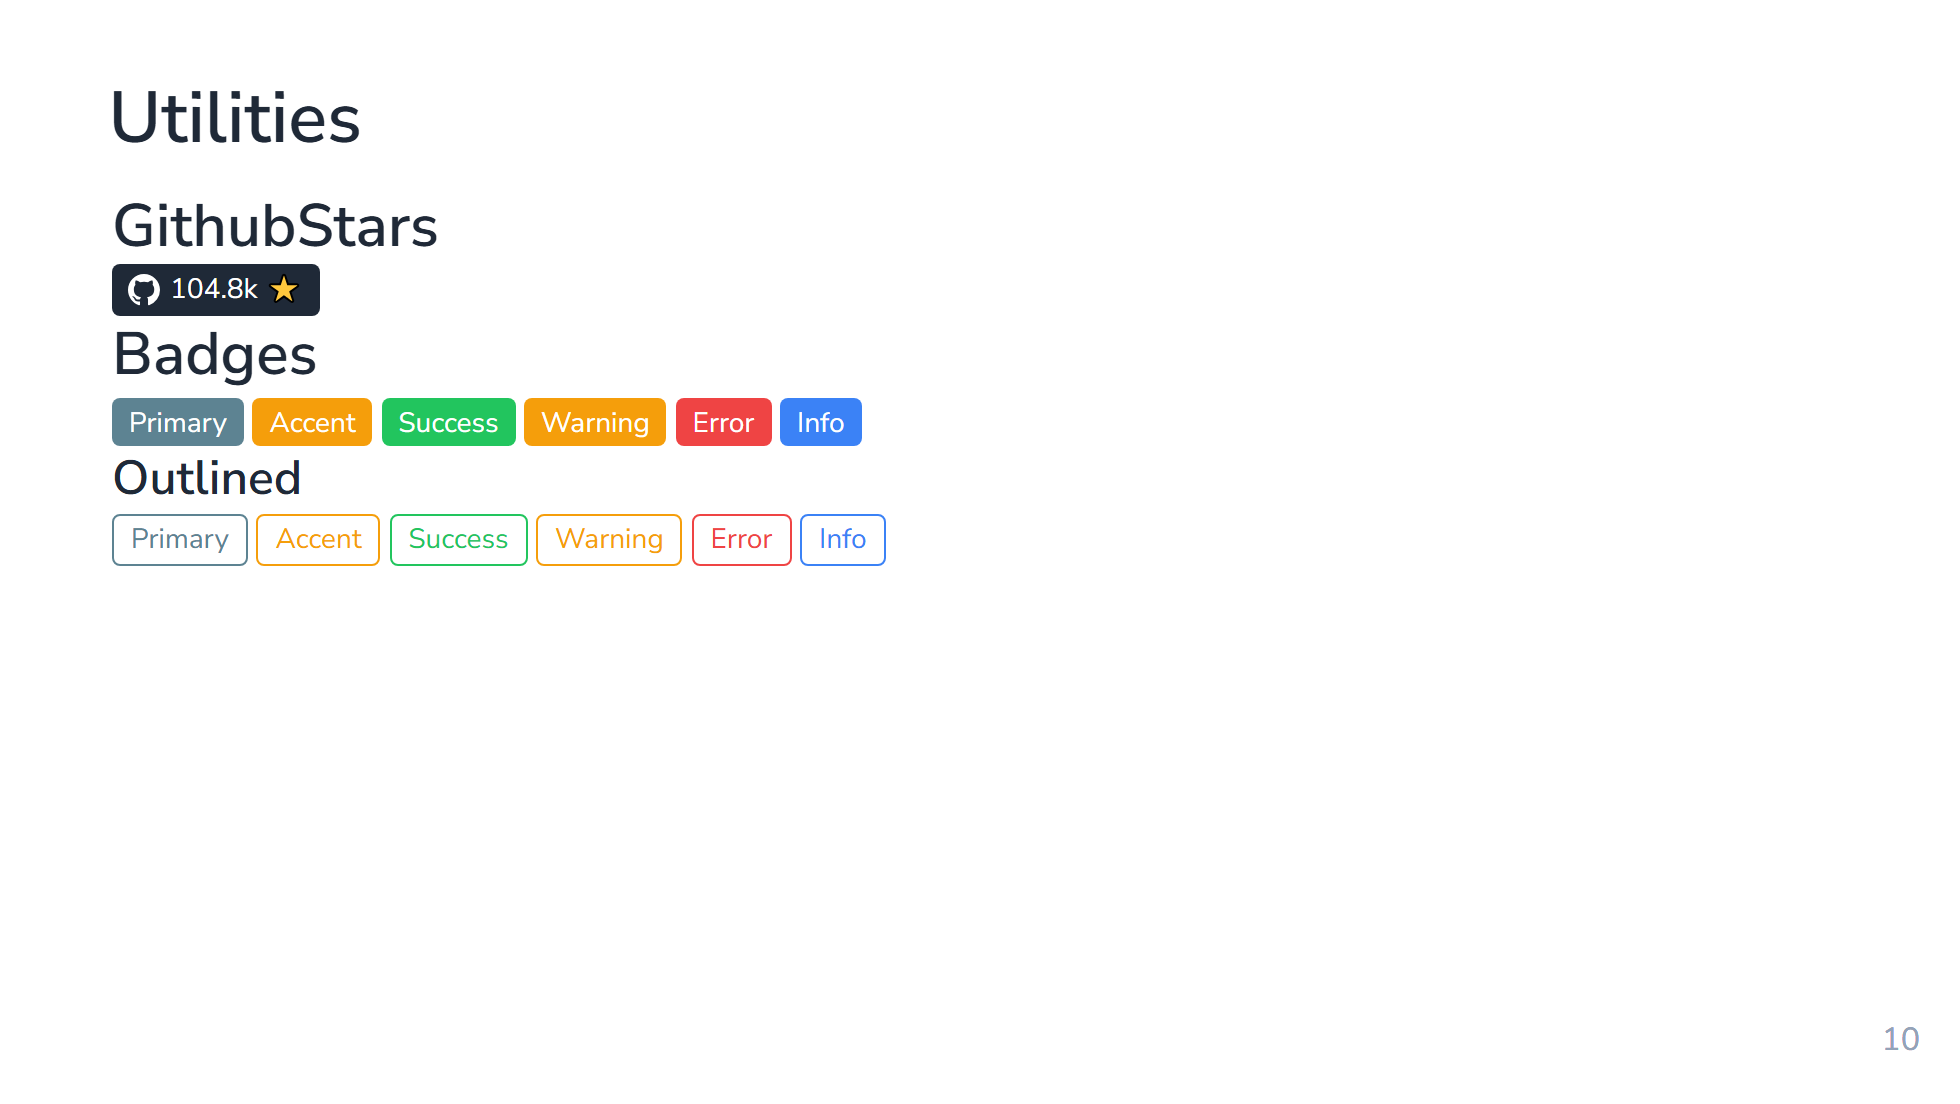 Utilities
GithubStars
104.8k
Badges
Primary Accent Success Warning Error Info
Outlined
Primary Accent Success Warning Error Info
10